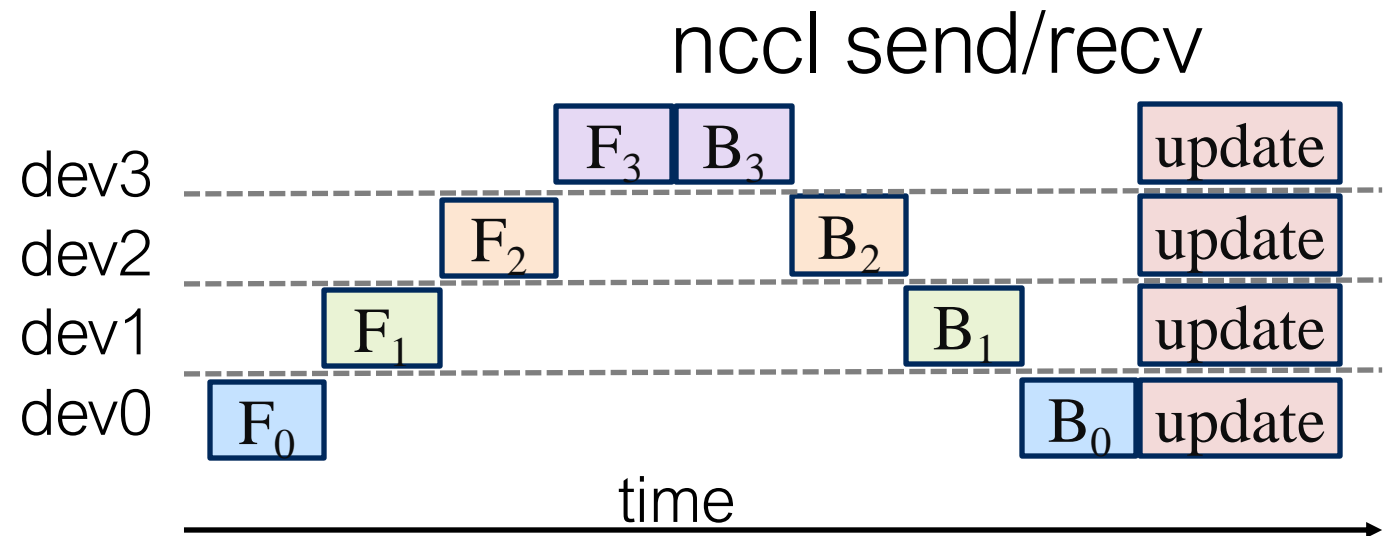 nccl send/recv
dev3 F₃ B₃ update
dev2 F₂ B₂ update
dev1 F₁ B₁ update
dev0 F₀ B₀ update
time